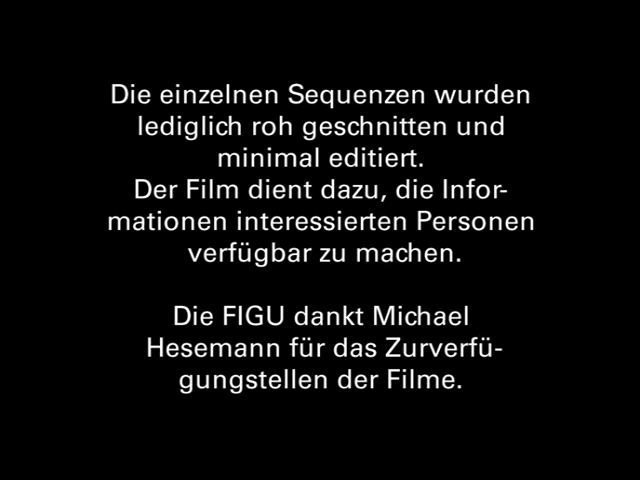 Die einzelnen Sequenzen wurden
lediglich roh geschnitten und
minimal editiert.
Der Film dient dazu, die Infor-
mationen interessierten Personen
verfügbar zu machen.
Die FIGU dankt Michael
Hesemann für das Zurverfü-
gungstellen der Filme.